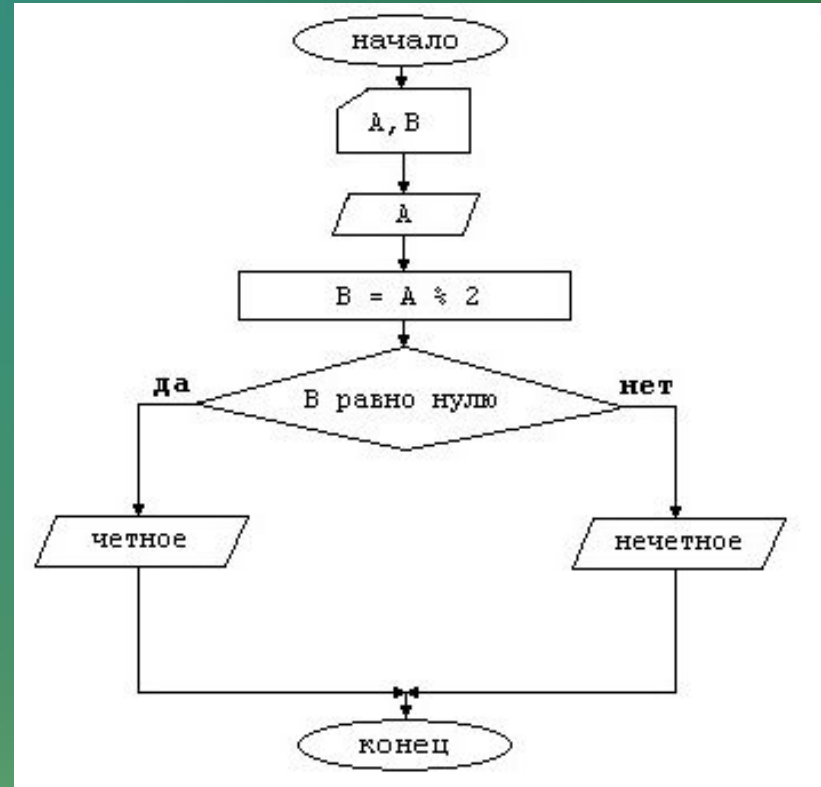 начало
A,B
A
B = A % 2
В равно нулю
да
нет
четное
нечетное
конец